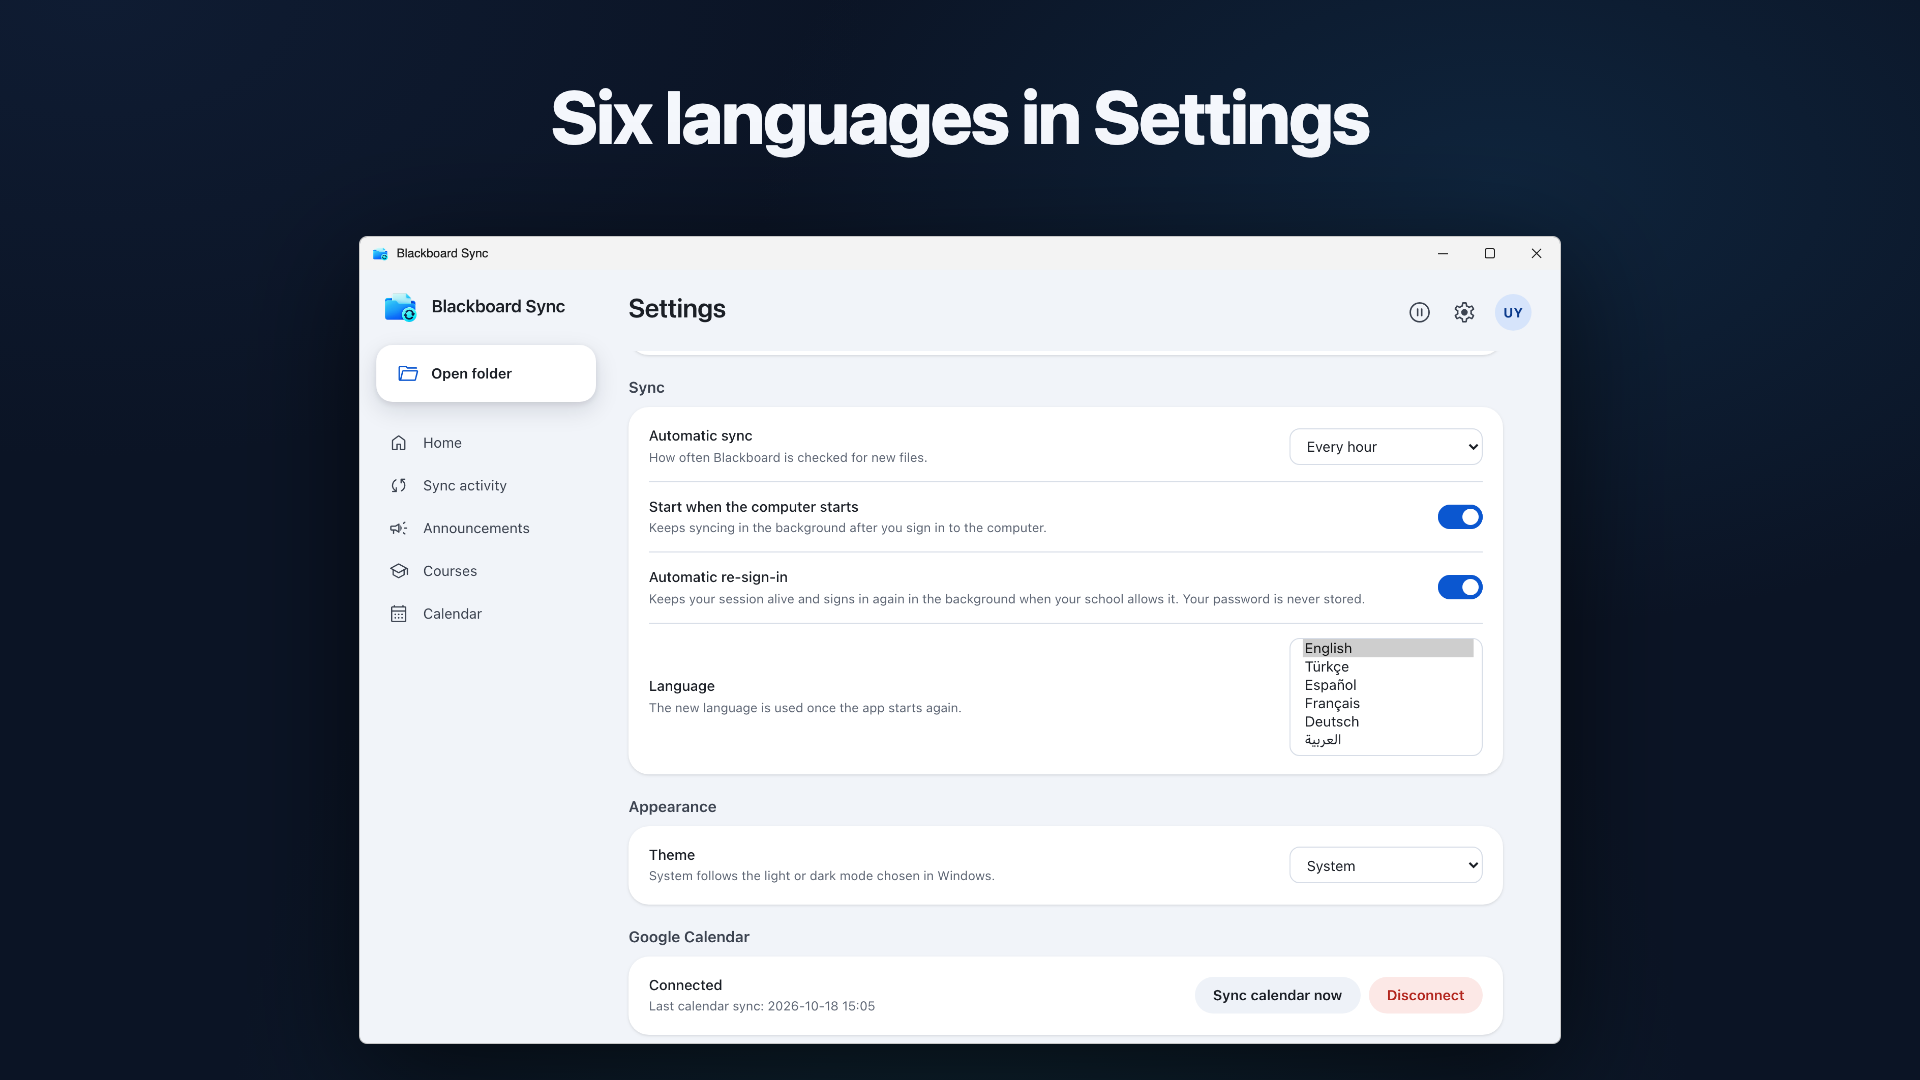 Six languages in Settings
Blackboard Sync
Blackboard Sync
Settings
UY
Open folder
Home
Sync activity
Announcements
Courses
Calendar
Sync
Automatic sync
How often Blackboard is checked for new files.
Every hour
Start when the computer starts
Keeps syncing in the background after you sign in to the computer.
Automatic re-sign-in
Keeps your session alive and signs in again in the background when your school allows it. Your password is never stored.
Language
The new language is used once the app starts again.
English
Türkçe
Español
Français
Deutsch
العربية
Appearance
Theme
System follows the light or dark mode chosen in Windows.
System
Google Calendar
Connected
Last calendar sync: 2026-10-18 15:05
Sync calendar now
Disconnect